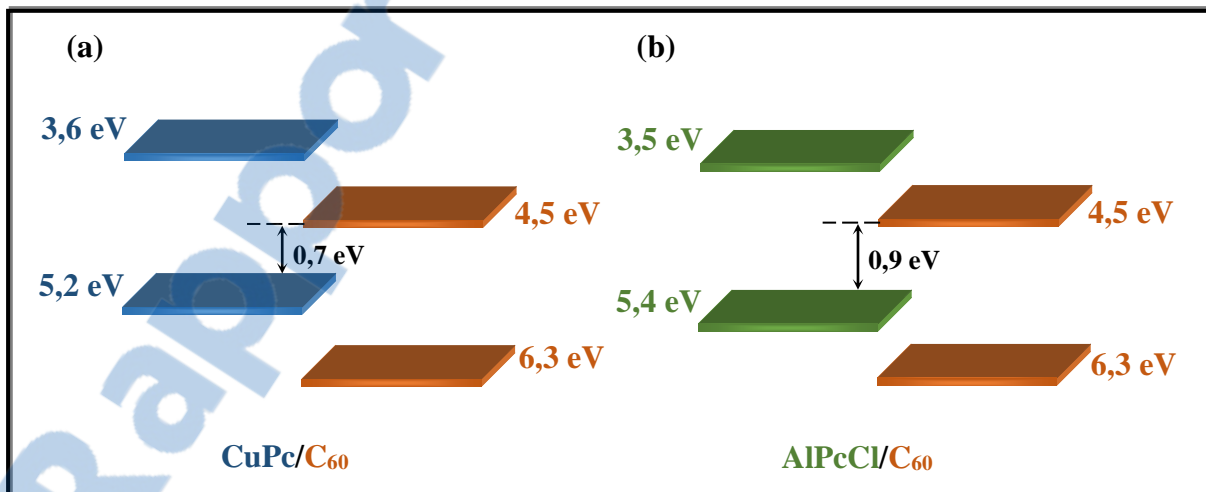 (a)
3,6 eV
4,5 eV
0,7 eV
5,2 eV
6,3 eV
CuPc/C₆₀
(b)
3,5 eV
4,5 eV
0,9 eV
5,4 eV
6,3 eV
AlPcCl/C₆₀
Rappor